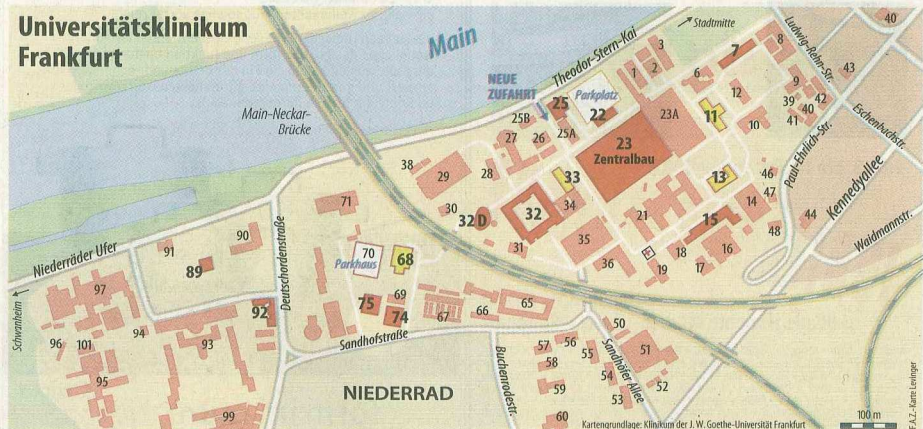 Universitätsklinikum
Frankfurt
Main
Stadtmitte
Theodor-Stern-Kai
Ludwig-Rehn-Str.
40
3
1
2
8
7
6
43
NEUE
ZUFAHRT
Parkplatz
25
22
9
12
39
42
40
41
Main-Neckar-
Brücke
25B
27
26
25A
23A
11
10
Eschenbachstr.
23
Zentralbau
Paul-Ehrlich-Str.
38
29
28
33
13
46
47
Kennedyallee
71
30
32D
32
34
21
14
15
44
35
31
48
Waidmannstr.
90
91
Niederräder Ufer
Deutschordenstraße
70
Parkhaus
68
36
19
18
17
16
89
97
Schwanheim
75
69
74
67
66
65
92
Sandhofstraße
96
101
94
93
95
99
NIEDERRAD
Buchenrodestr.
57
56
55
58
59
60
54
53
50
51
52
Sandhöfer Allee
100 m
Kartengrundlage: Klinikum der J. W. Goethe-Universität Frankfurt
F.A.Z.-Karte Levinger